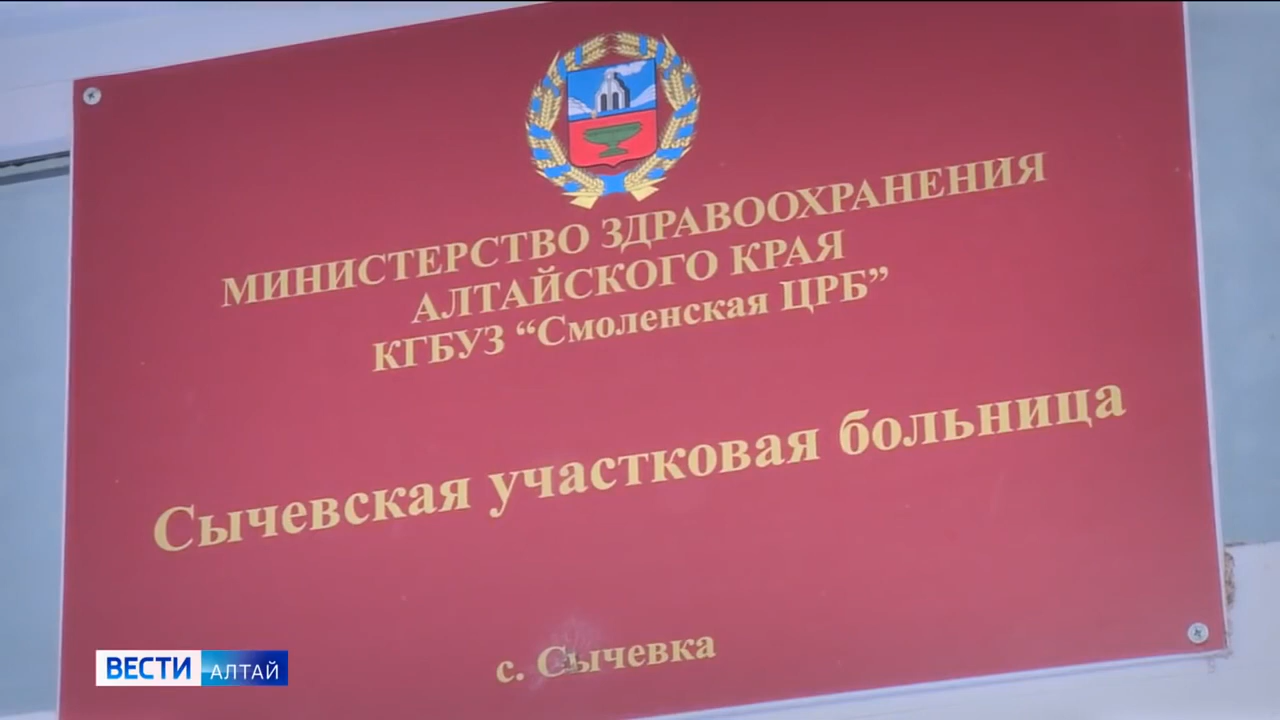 МИНИСТЕРСТВО ЗДРАВООХРАНЕНИЯ
АЛТАЙСКОГО КРАЯ
КГБУЗ “Смоленская ЦРБ”
Сычевская участковая больница
с. Сычевка
ВЕСТИ АЛТАЙ